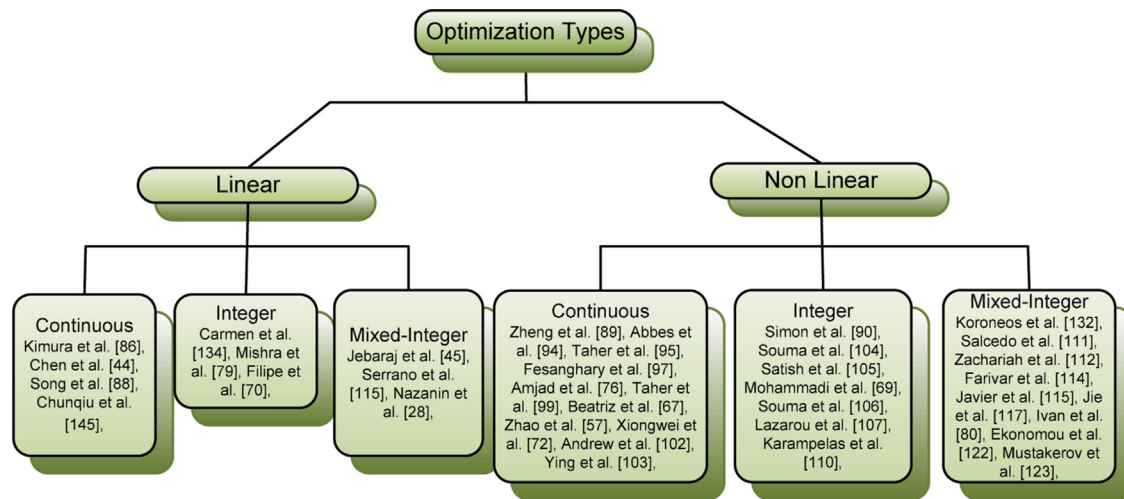 Optimization Types
Linear
Non Linear
Continuous
Kimura et al. [86],
Chen et al. [44],
Song et al. [88],
Chunqiu et al.
[145],
Integer
Carmen et al.
[134], Mishra et
al. [79], Filipe et
al. [70],
Mixed-Integer
Jebaraj et al. [45],
Serrano et al.
[115], Nazanin et
al. [28],
Continuous
Zheng et al. [89], Abbes et
al. [94], Taher et al. [95],
Fesanghary et al. [97],
Amjad et al. [76], Taher et
al. [99], Beatriz et al. [67],
Zhao et al. [57], Xiongwei et
al. [72], Andrew et al. [102],
Ying et al. [103],
Integer
Simon et al. [90],
Souma et al. [104],
Satish et al. [105],
Mohammadi et al. [69],
Souma et al. [106],
Lazarou et al. [107],
Karampelas et al.
[110],
Mixed-Integer
Koroneos et al. [132],
Salcedo et al. [111],
Zachariah et al. [112],
Farivar et al. [114],
Javier et al. [115], Jie et
al. [117], Ivan et al.
[80], Ekonomou et al.
[122], Mustakerov et
al. [123],